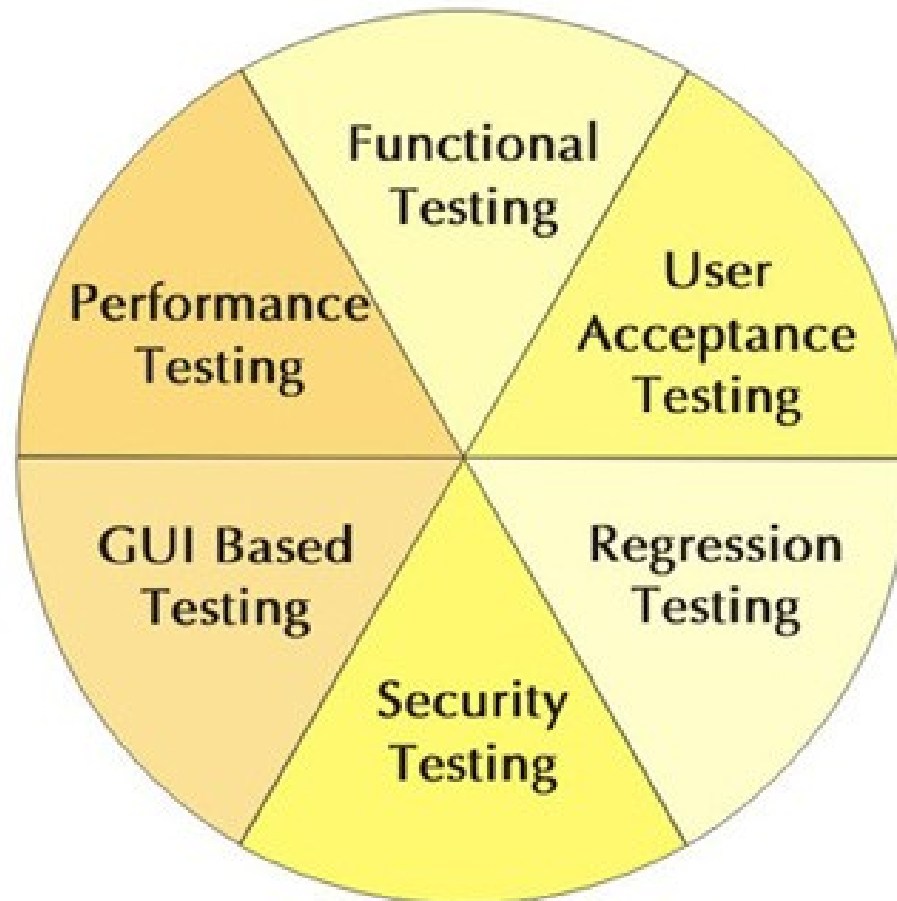 Functional
Testing
User
Acceptance
Testing
Performance
Testing
GUI Based
Testing
Regression
Testing
Security
Testing